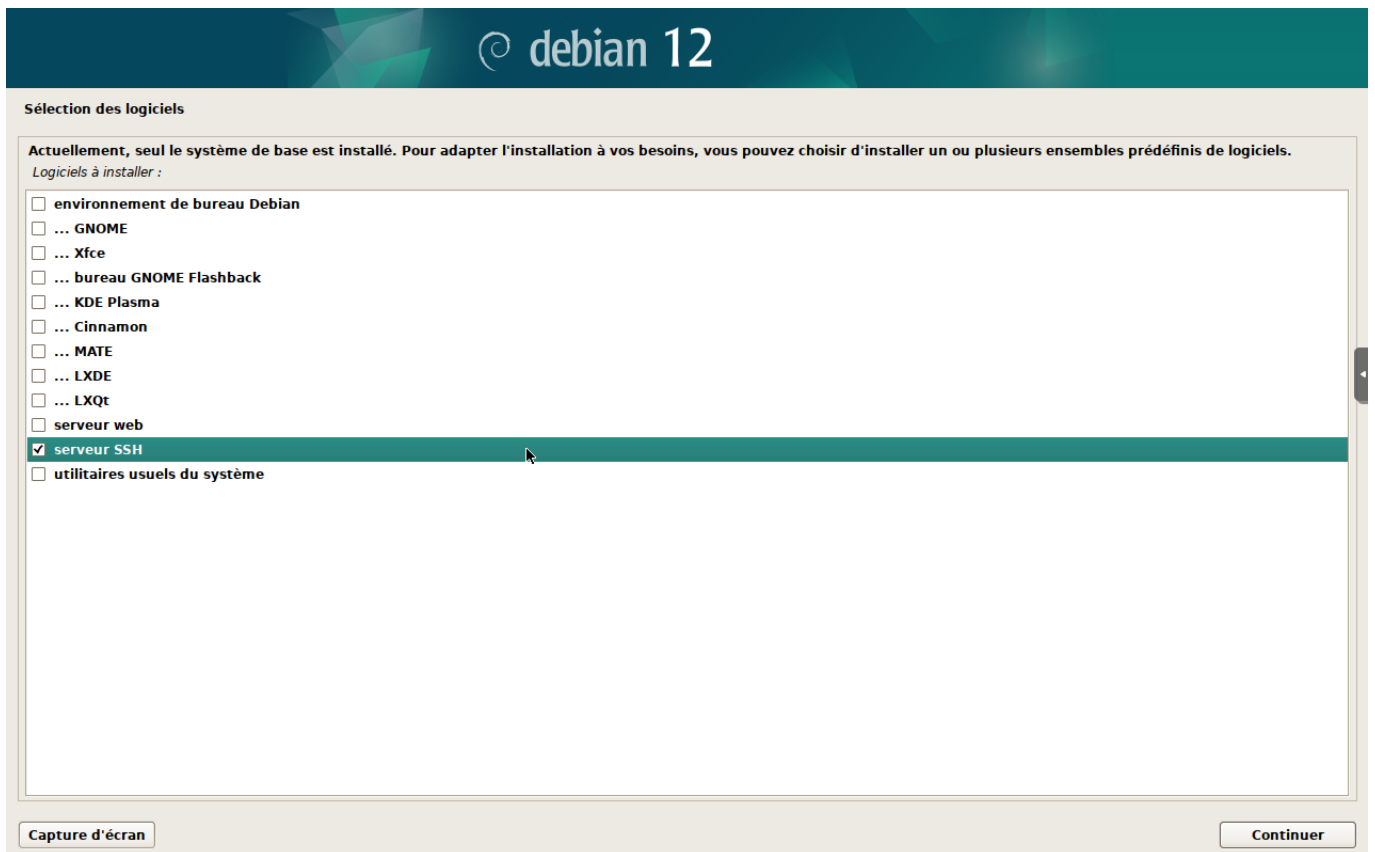 debian 12
Sélection des logiciels
Actuellement, seul le système de base est installé. Pour adapter l'installation à vos besoins, vous pouvez choisir d'installer un ou plusieurs ensembles prédéfinis de logiciels.
Logiciels à installer :
environnement de bureau Debian
... GNOME
... Xfce
... bureau GNOME Flashback
... KDE Plasma
... Cinnamon
... MATE
... LXDE
... LXQt
serveur web
serveur SSH
utilitaires usuels du système
Capture d'écran
Continuer